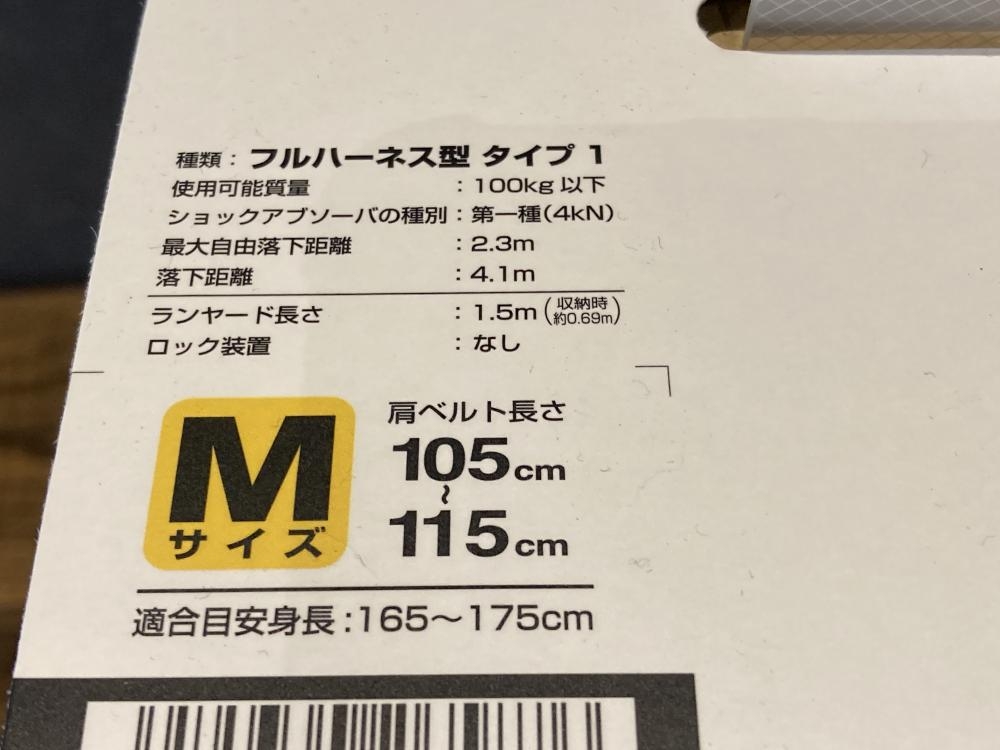 種類：フルハーネス型 タイプ 1
使用可能質量：100kg 以下
ショックアブソーバの種別：第一種(4kN)
最大自由落下距離：2.3m
落下距離：4.1m
ランヤード長さ：1.5m(収納時約0.69m)
ロック装置：なし
Mサイズ
肩ベルト長さ
105cm
～
115cm
適合目安身長：165～175cm